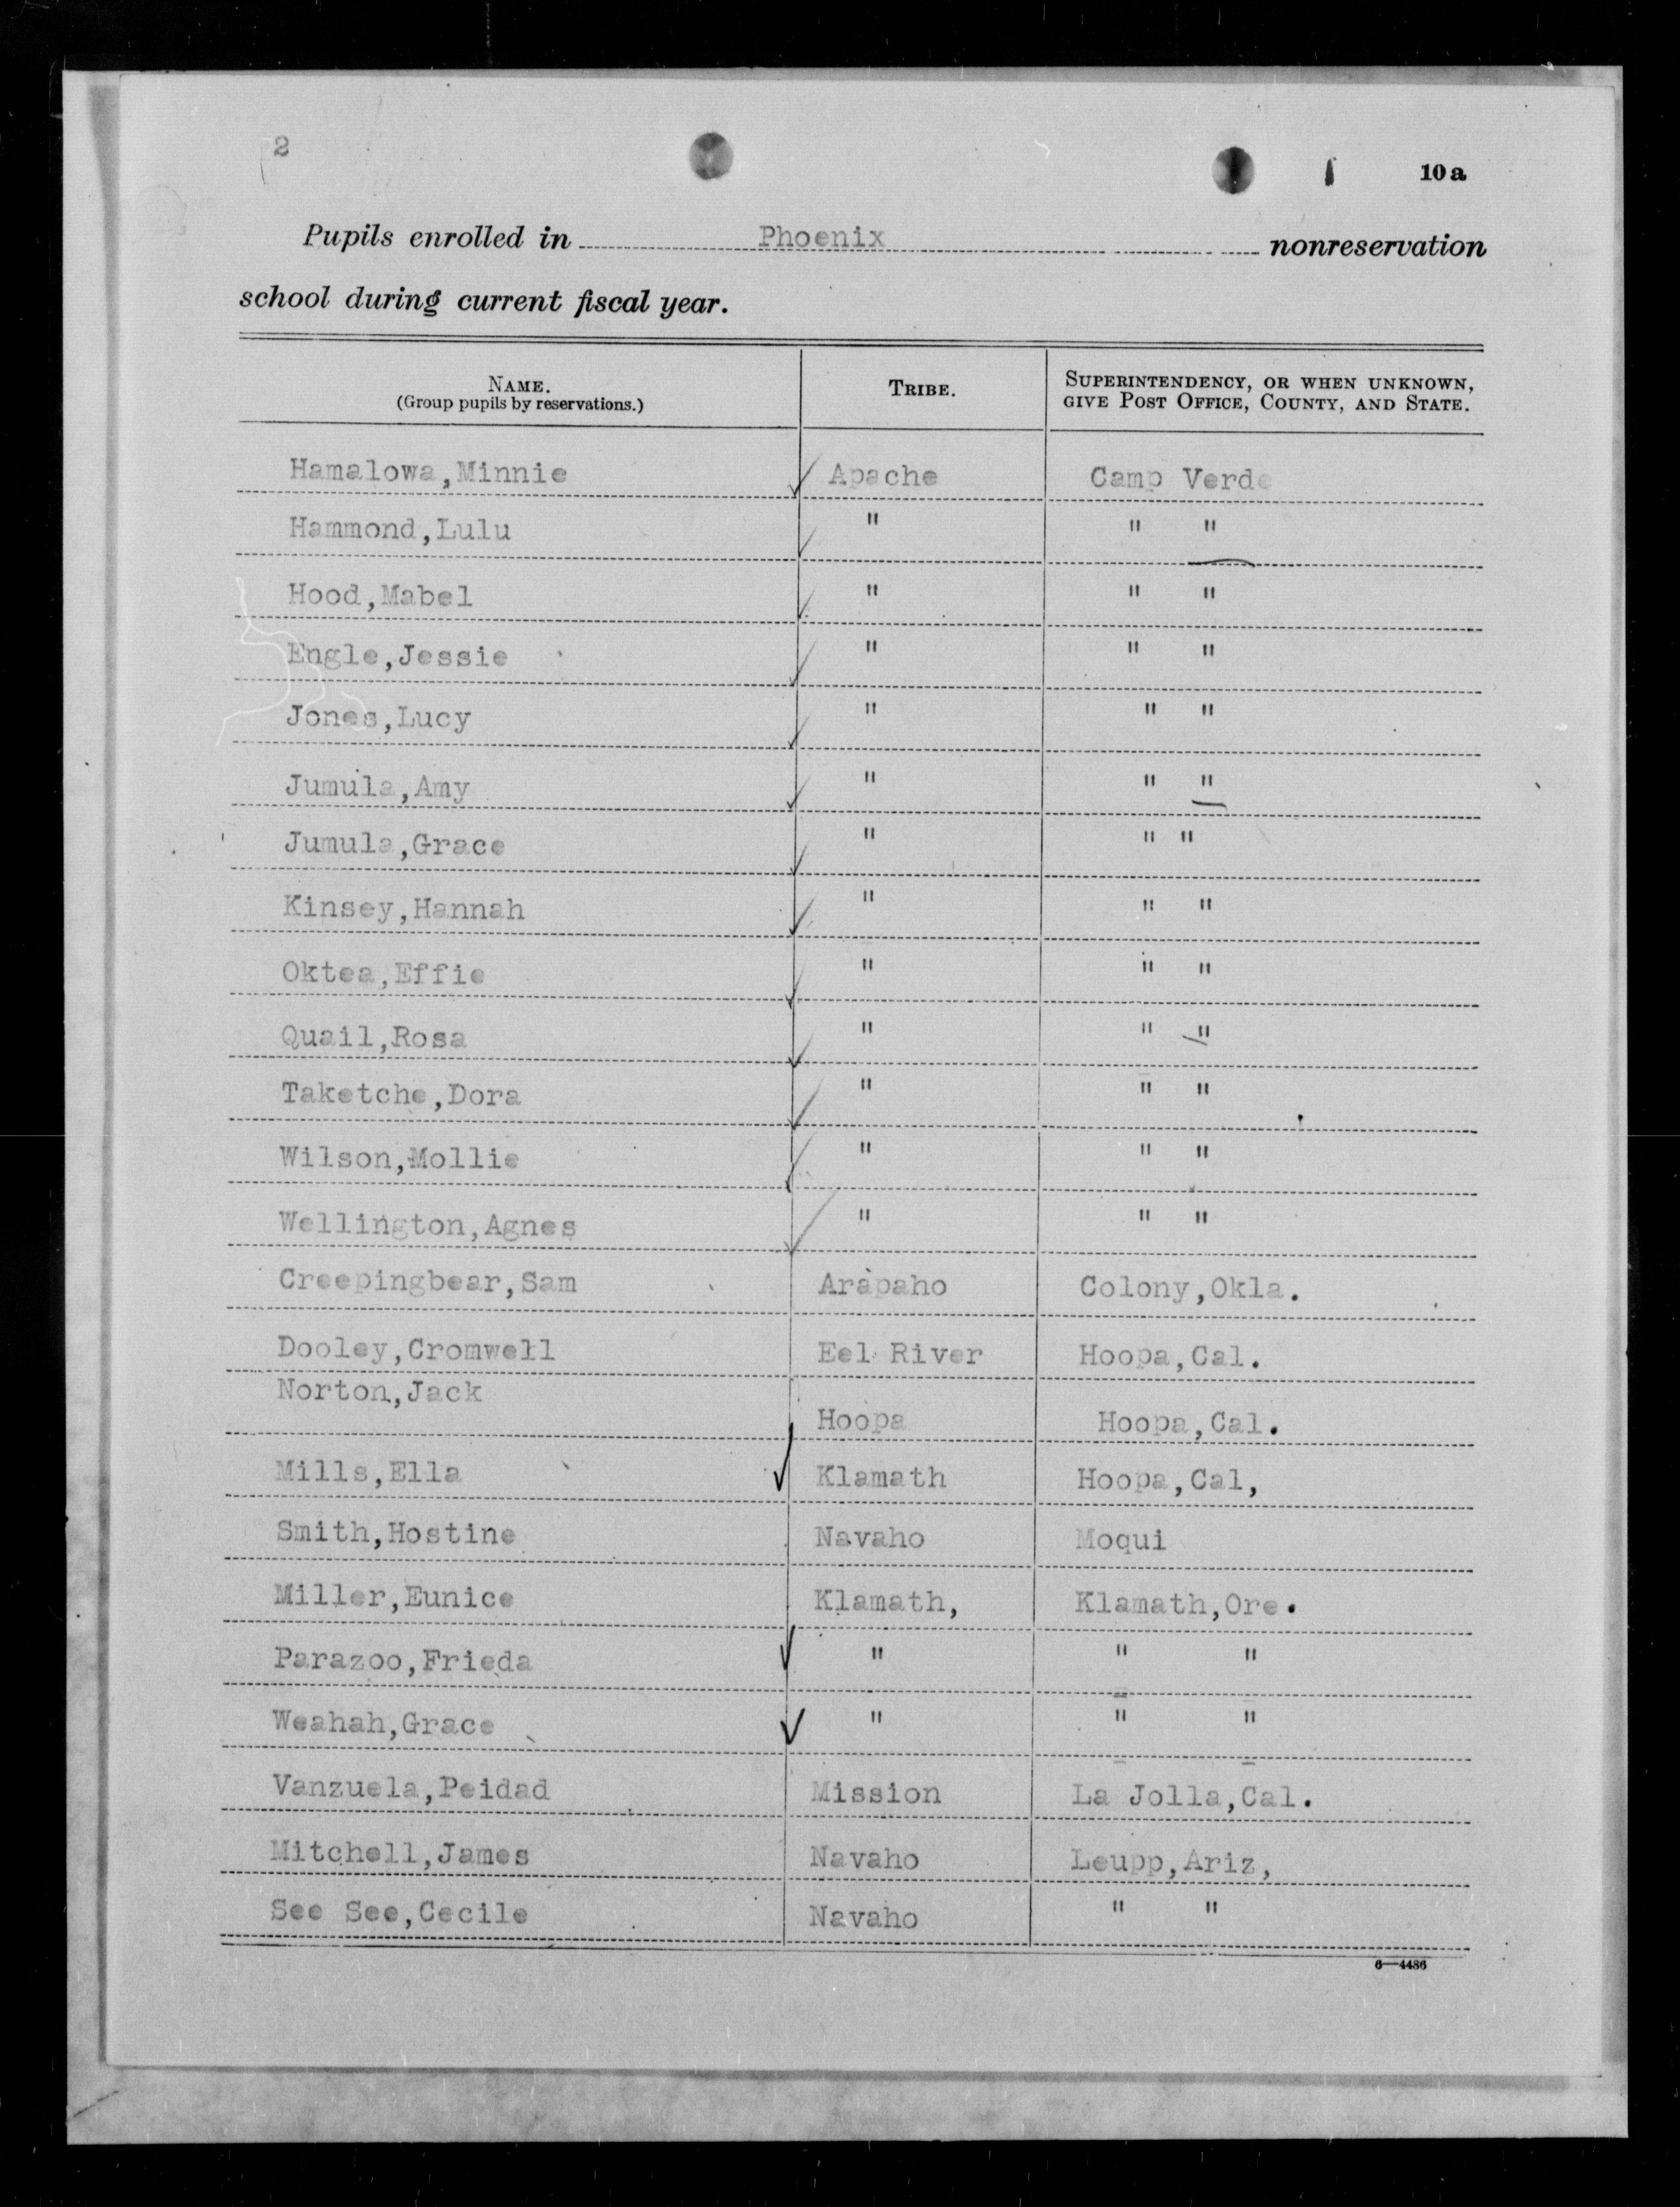 2
10 a
Pupils enrolled in Phoenix nonreservation
school during current fiscal year.
NAME. TRIBE. SUPERINTENDENCY, OR WHEN UNKNOWN,
(Group pupils by reservations.) GIVE POST OFFICE, COUNTY, AND STATE.
Hamalowa,Minnie ✓ Apache Camp Verde
Hammond,Lulu ✓ " " "
Hood,Mabel ✓ " " "
Engle,Jessie ✓ " " "
Jones,Lucy ✓ " " "
Jumula,Amy ✓ " " "
Jumula,Grace ✓ " " "
Kinsey,Hannah ✓ " " "
Oktea,Effie ✓ " " "
Quail,Rosa ✓ " " "
Taketche,Dora ✓ " " "
Wilson,Mollie ✓ " " "
Wellington,Agnes ✓ " " "
Creepingbear,Sam Arapaho Colony,Okla.
Dooley,Cromwell Eel River Hoopa,Cal.
Norton,Jack Hoopa Hoopa,Cal.
Mills,Ella ✓ Klamath Hoopa,Cal,
Smith,Hostine Navaho Moqui
Miller,Eunice Klamath, Klamath,Ore.
Parazoo,Frieda ✓ " " "
Weahah,Grace ✓ " " "
Vanzuela,Peidad Mission La Jolla,Cal.
Mitchell,James Navaho Leupp,Ariz,
See See,Cecile Navaho " "
6—4486